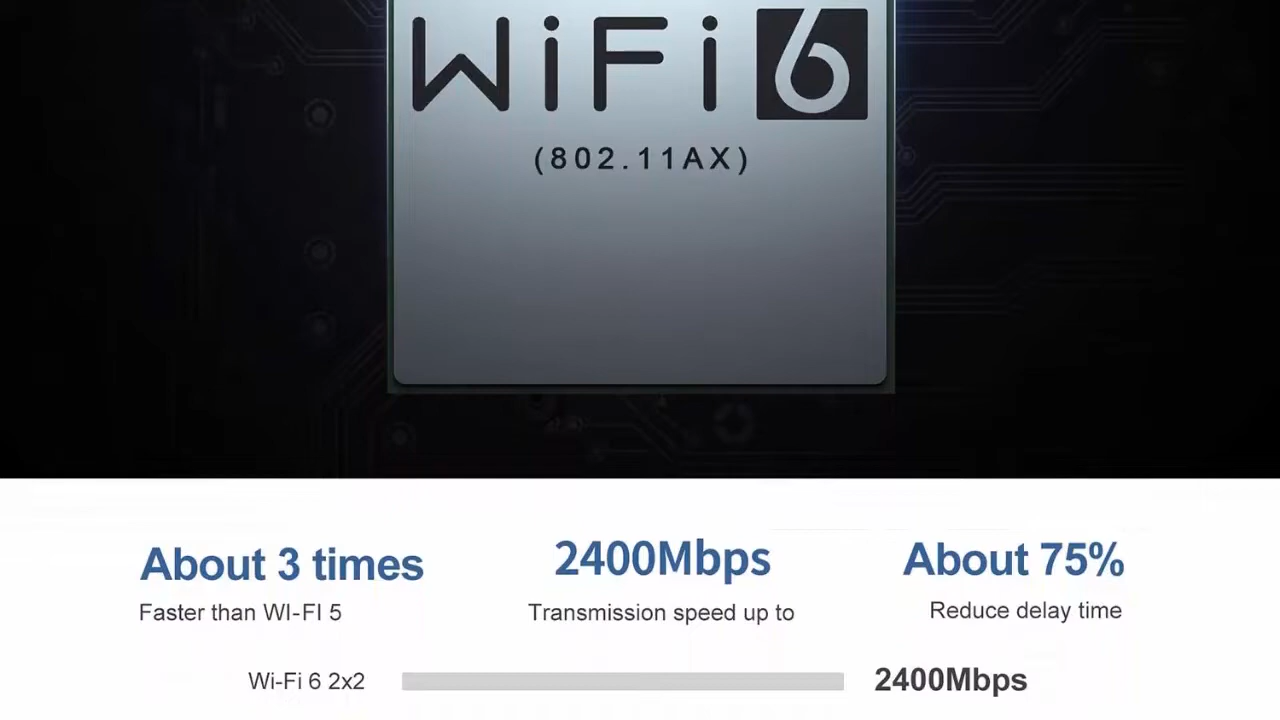 WiFi 6
(802.11AX)
About 3 times
Faster than WI-FI 5
2400Mbps
Transmission speed up to
About 75%
Reduce delay time
Wi-Fi 6 2x2
2400Mbps